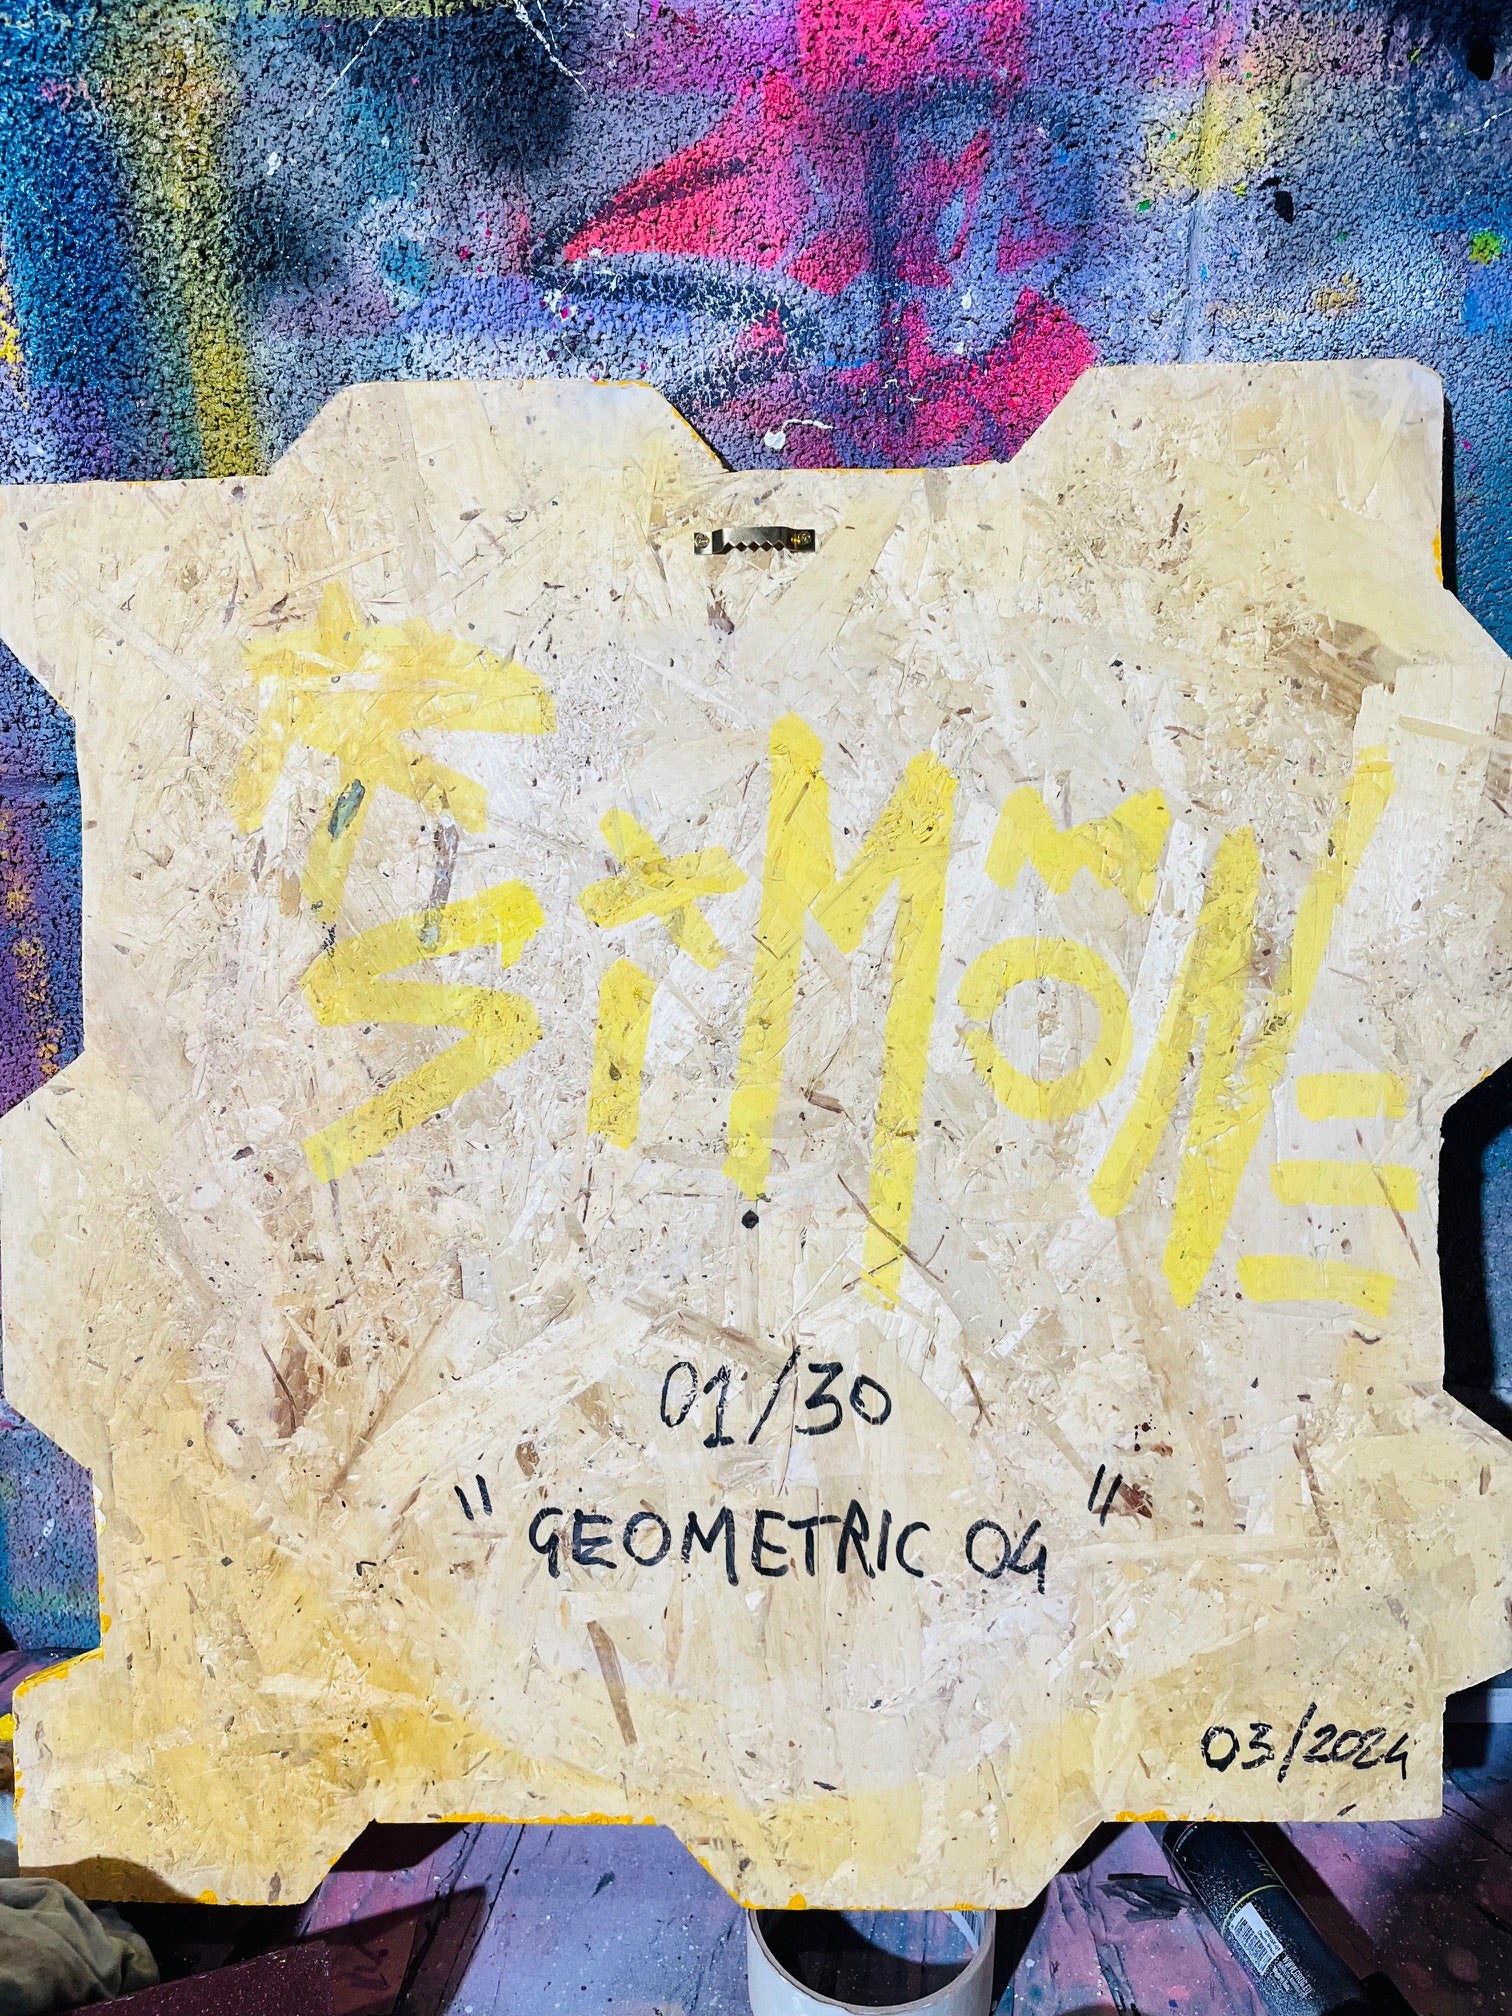 SiMONE
01/30
"GEOMETRIC 04"
03/2024